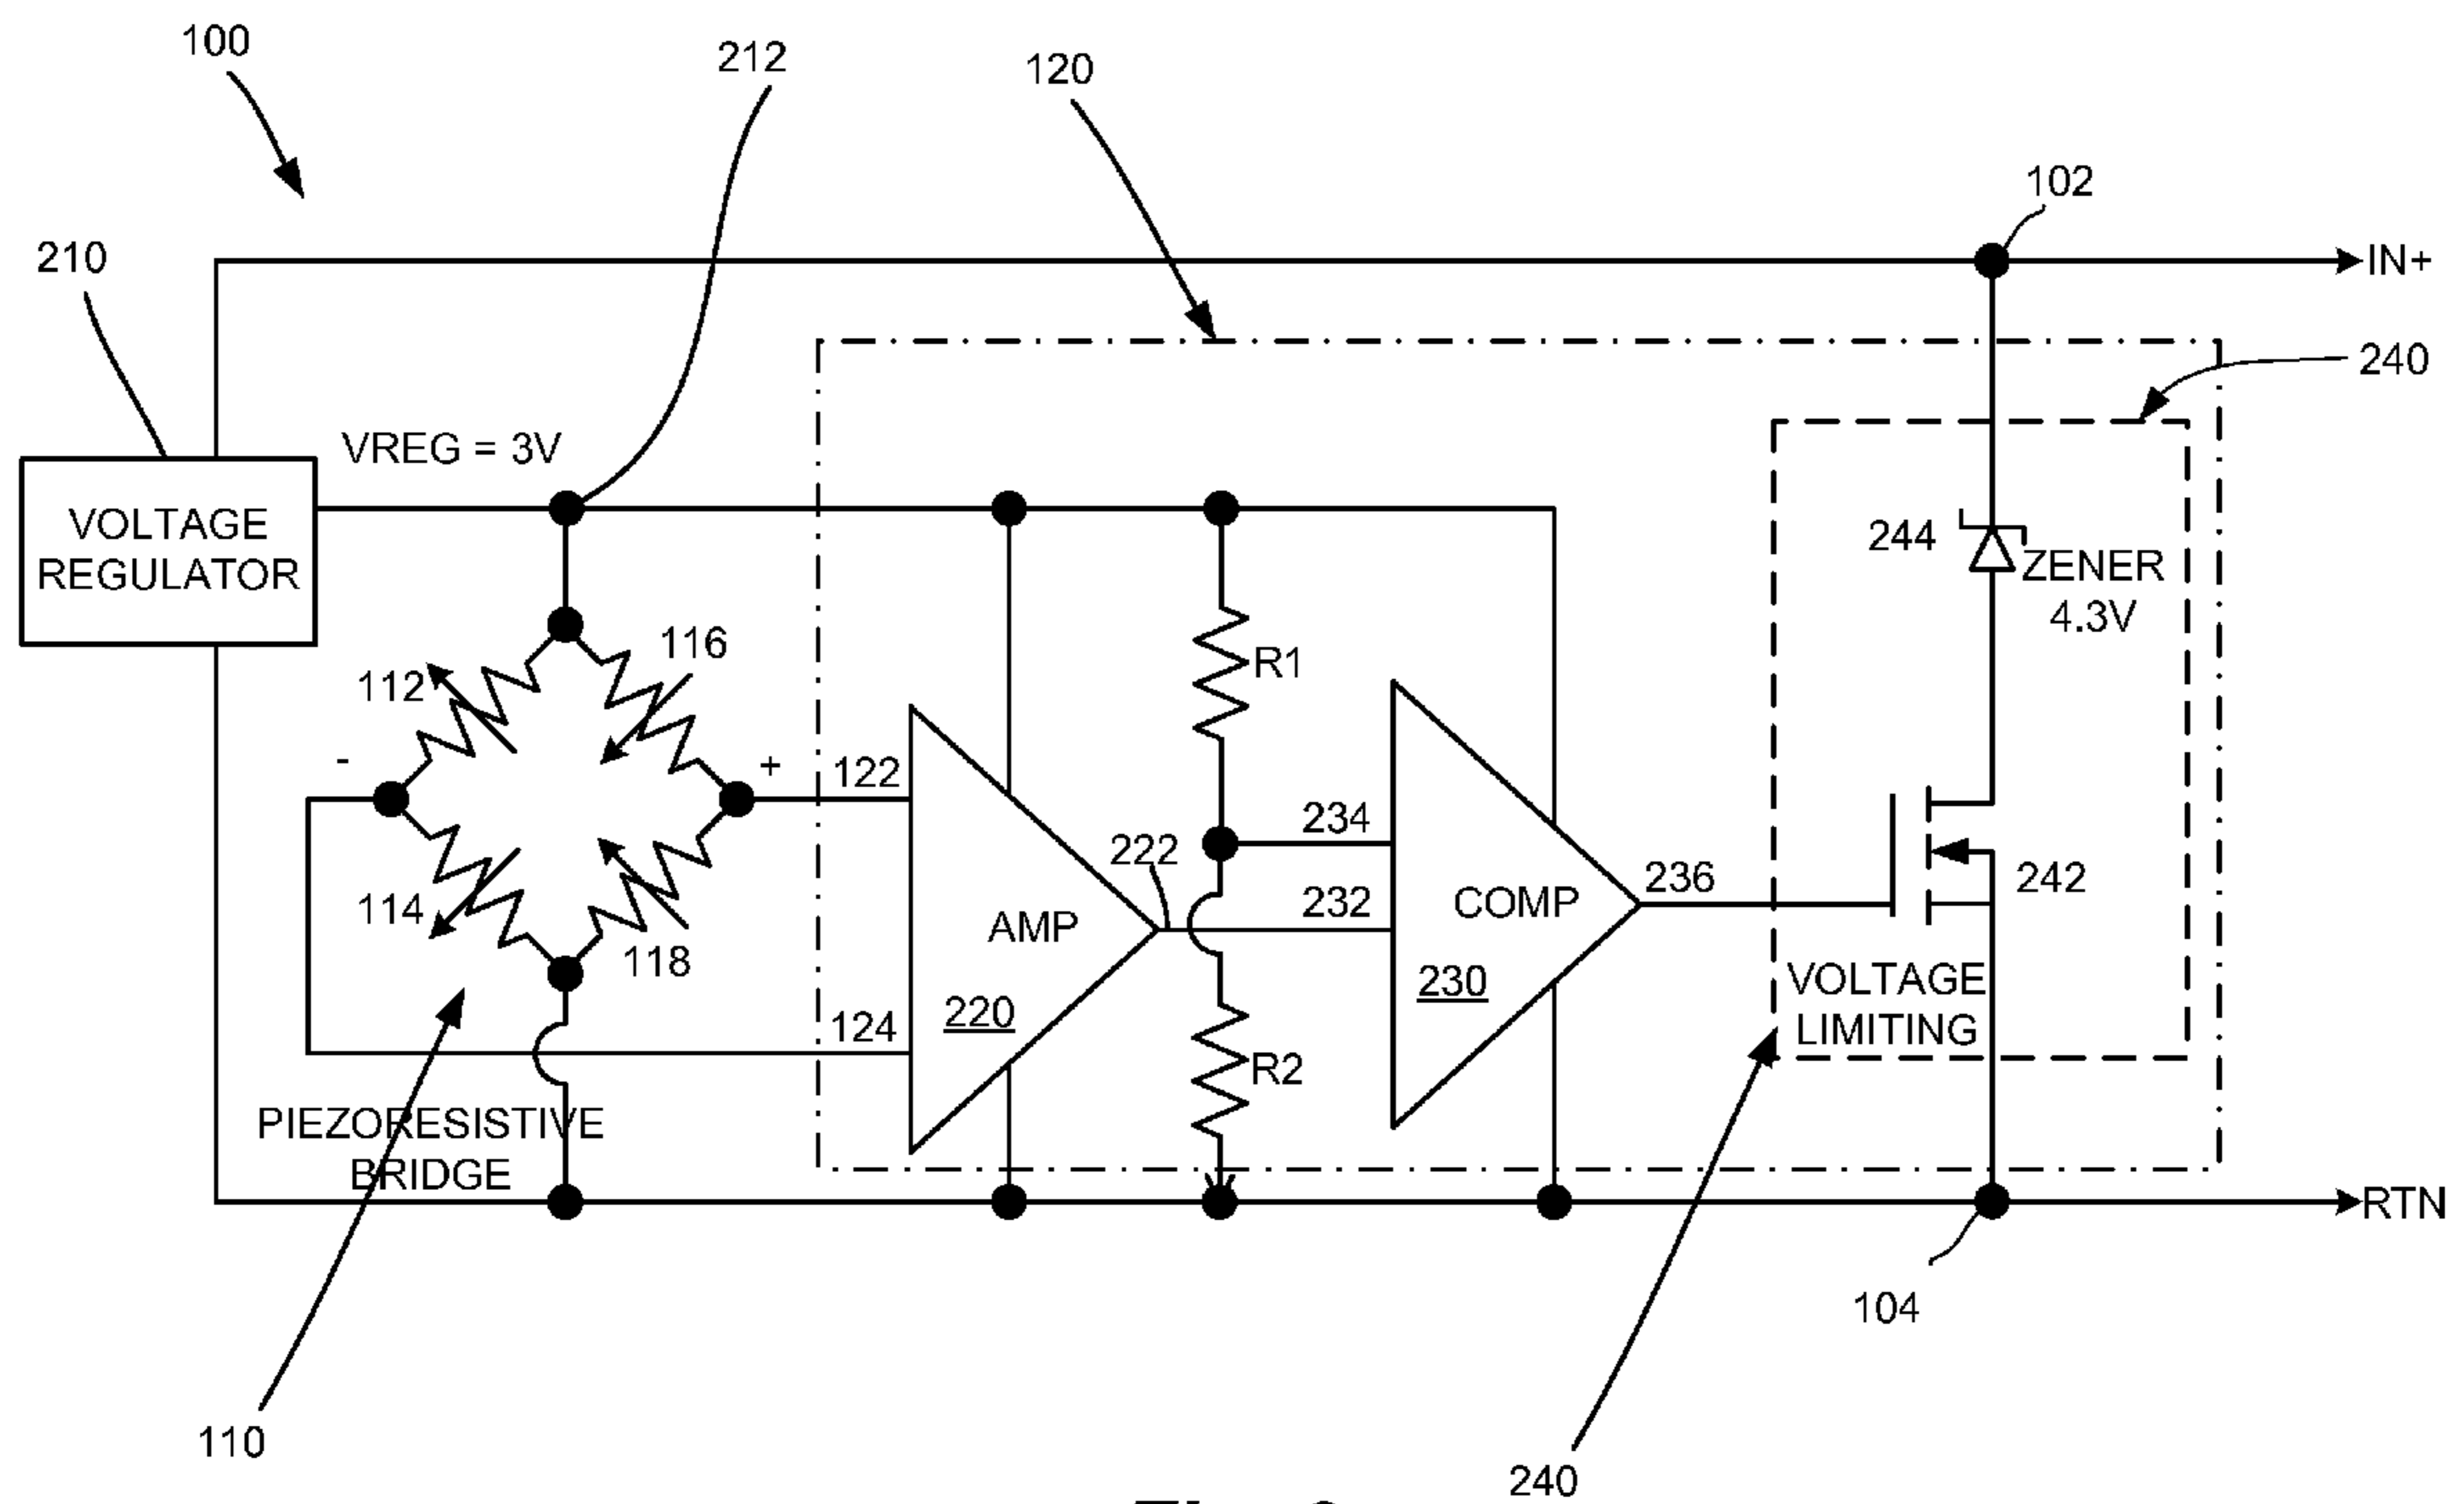 100
212
120
102
210
IN+
240
VREG = 3V
VOLTAGE
REGULATOR
244
ZENER
4.3V
116
112
R1
-
+
122
234
222
236
242
232
COMP
114
AMP
118
230
VOLTAGE
LIMITING
220
124
R2
PIEZORESISTIVE
BRIDGE
RTN
104
110
240